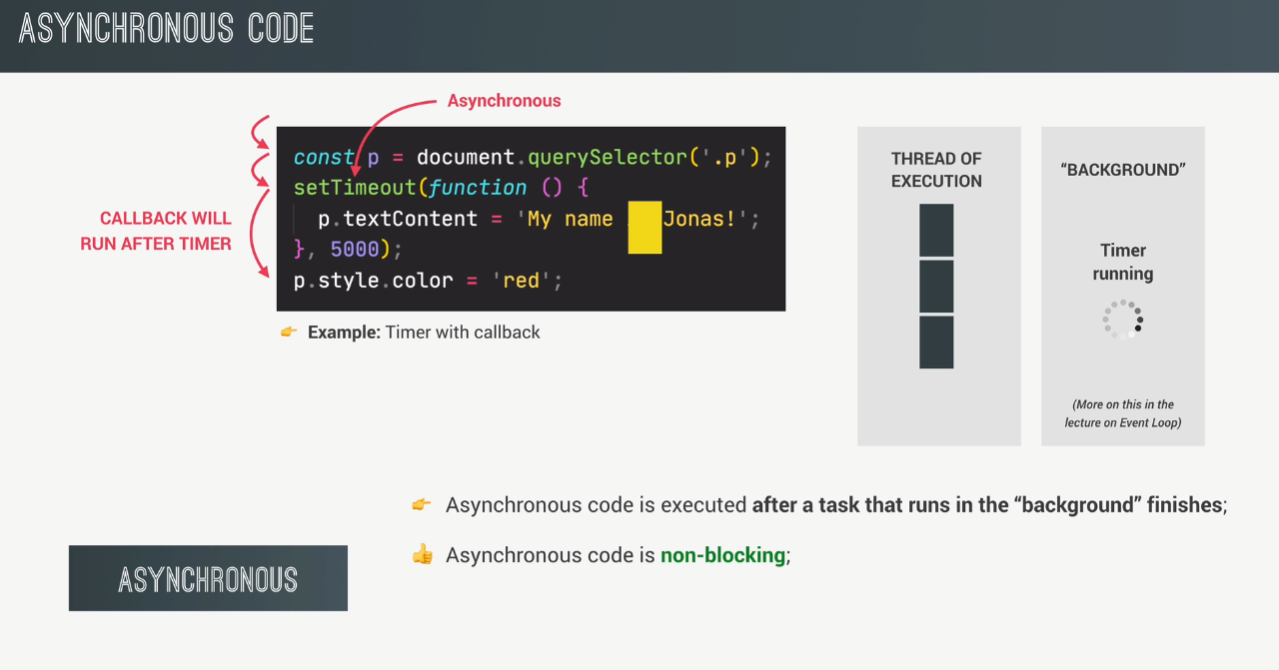 ASYNCHRONOUS CODE
Asynchronous
const p = document.querySelector('.p');
setTimeout(function () {
p.textContent = 'My name Jonas!';
}, 5000);
p.style.color = 'red';
CALLBACK WILL
RUN AFTER TIMER
👉 Example: Timer with callback
THREAD OF
EXECUTION
“BACKGROUND”
Timer
running
(More on this in the
lecture on Event Loop)
👉 Asynchronous code is executed after a task that runs in the “background” finishes;
👍 Asynchronous code is non-blocking;
ASYNCHRONOUS